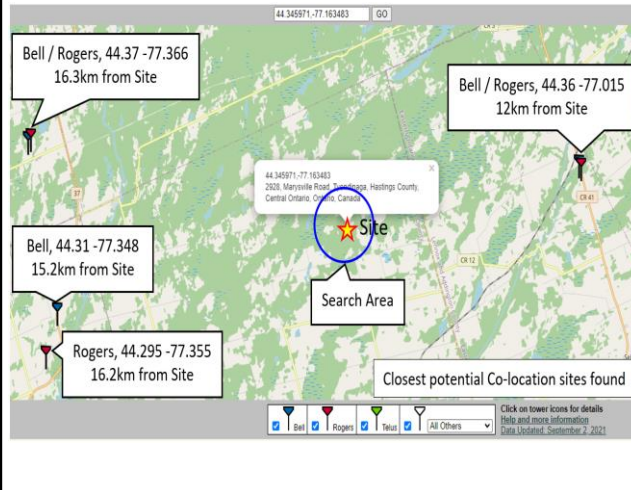 44.345971,-77.163483 GO
Bell / Rogers, 44.37 -77.366
16.3km from Site
Bell / Rogers, 44.36 -77.015
12km from Site
44.345971,-77.163483
2928, Marysville Road, Tyendinaga, Hastings County,
Central Ontario, Ontario, Canada
37
CR 41
Site
Bell, 44.31 -77.348
15.2km from Site
CR 12
Search Area
Rogers, 44.295 -77.355
16.2km from Site
Closest potential Co-location sites found
Bell Rogers Telus All Others
Click on tower icons for details
Help and more information
Data Updated: September 2, 2021